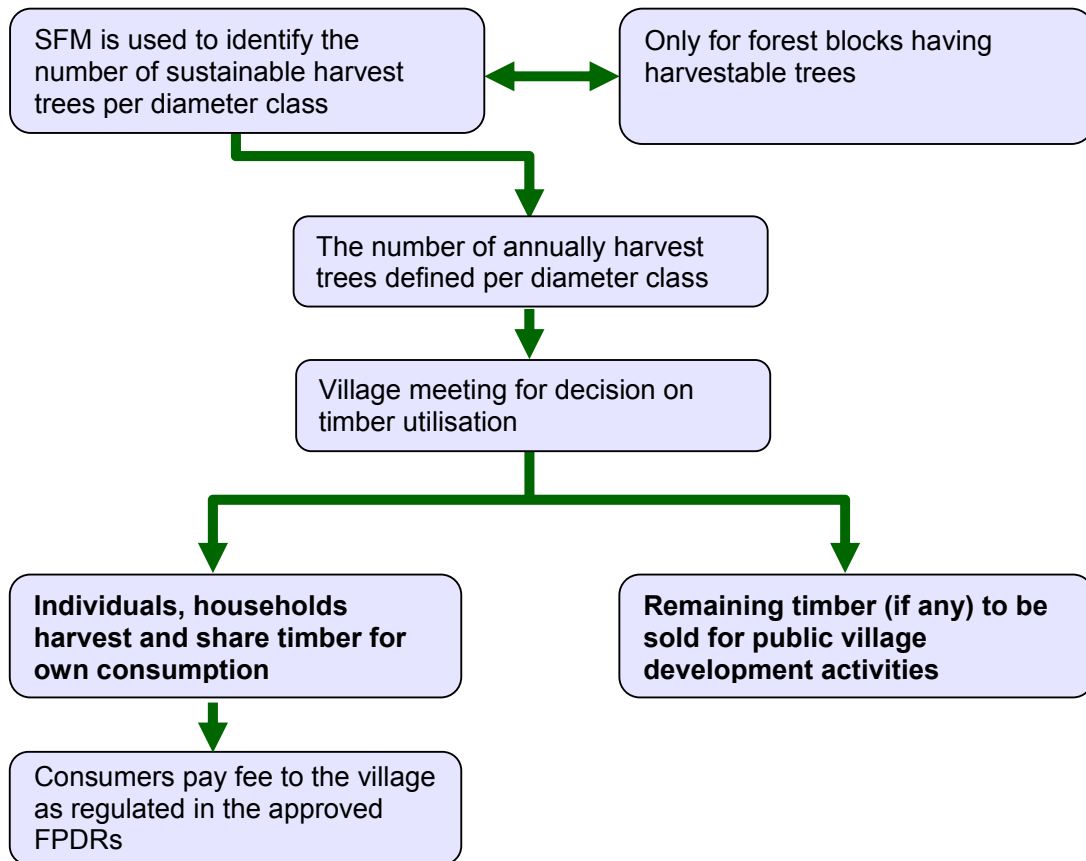 SFM is used to identify the
number of sustainable harvest
trees per diameter class
Only for forest blocks having
harvestable trees
The number of annually harvest
trees defined per diameter class
Village meeting for decision on
timber utilisation
Individuals, households
harvest and share timber for
own consumption
Remaining timber (if any) to be
sold for public village
development activities
Consumers pay fee to the village
as regulated in the approved
FPDRs